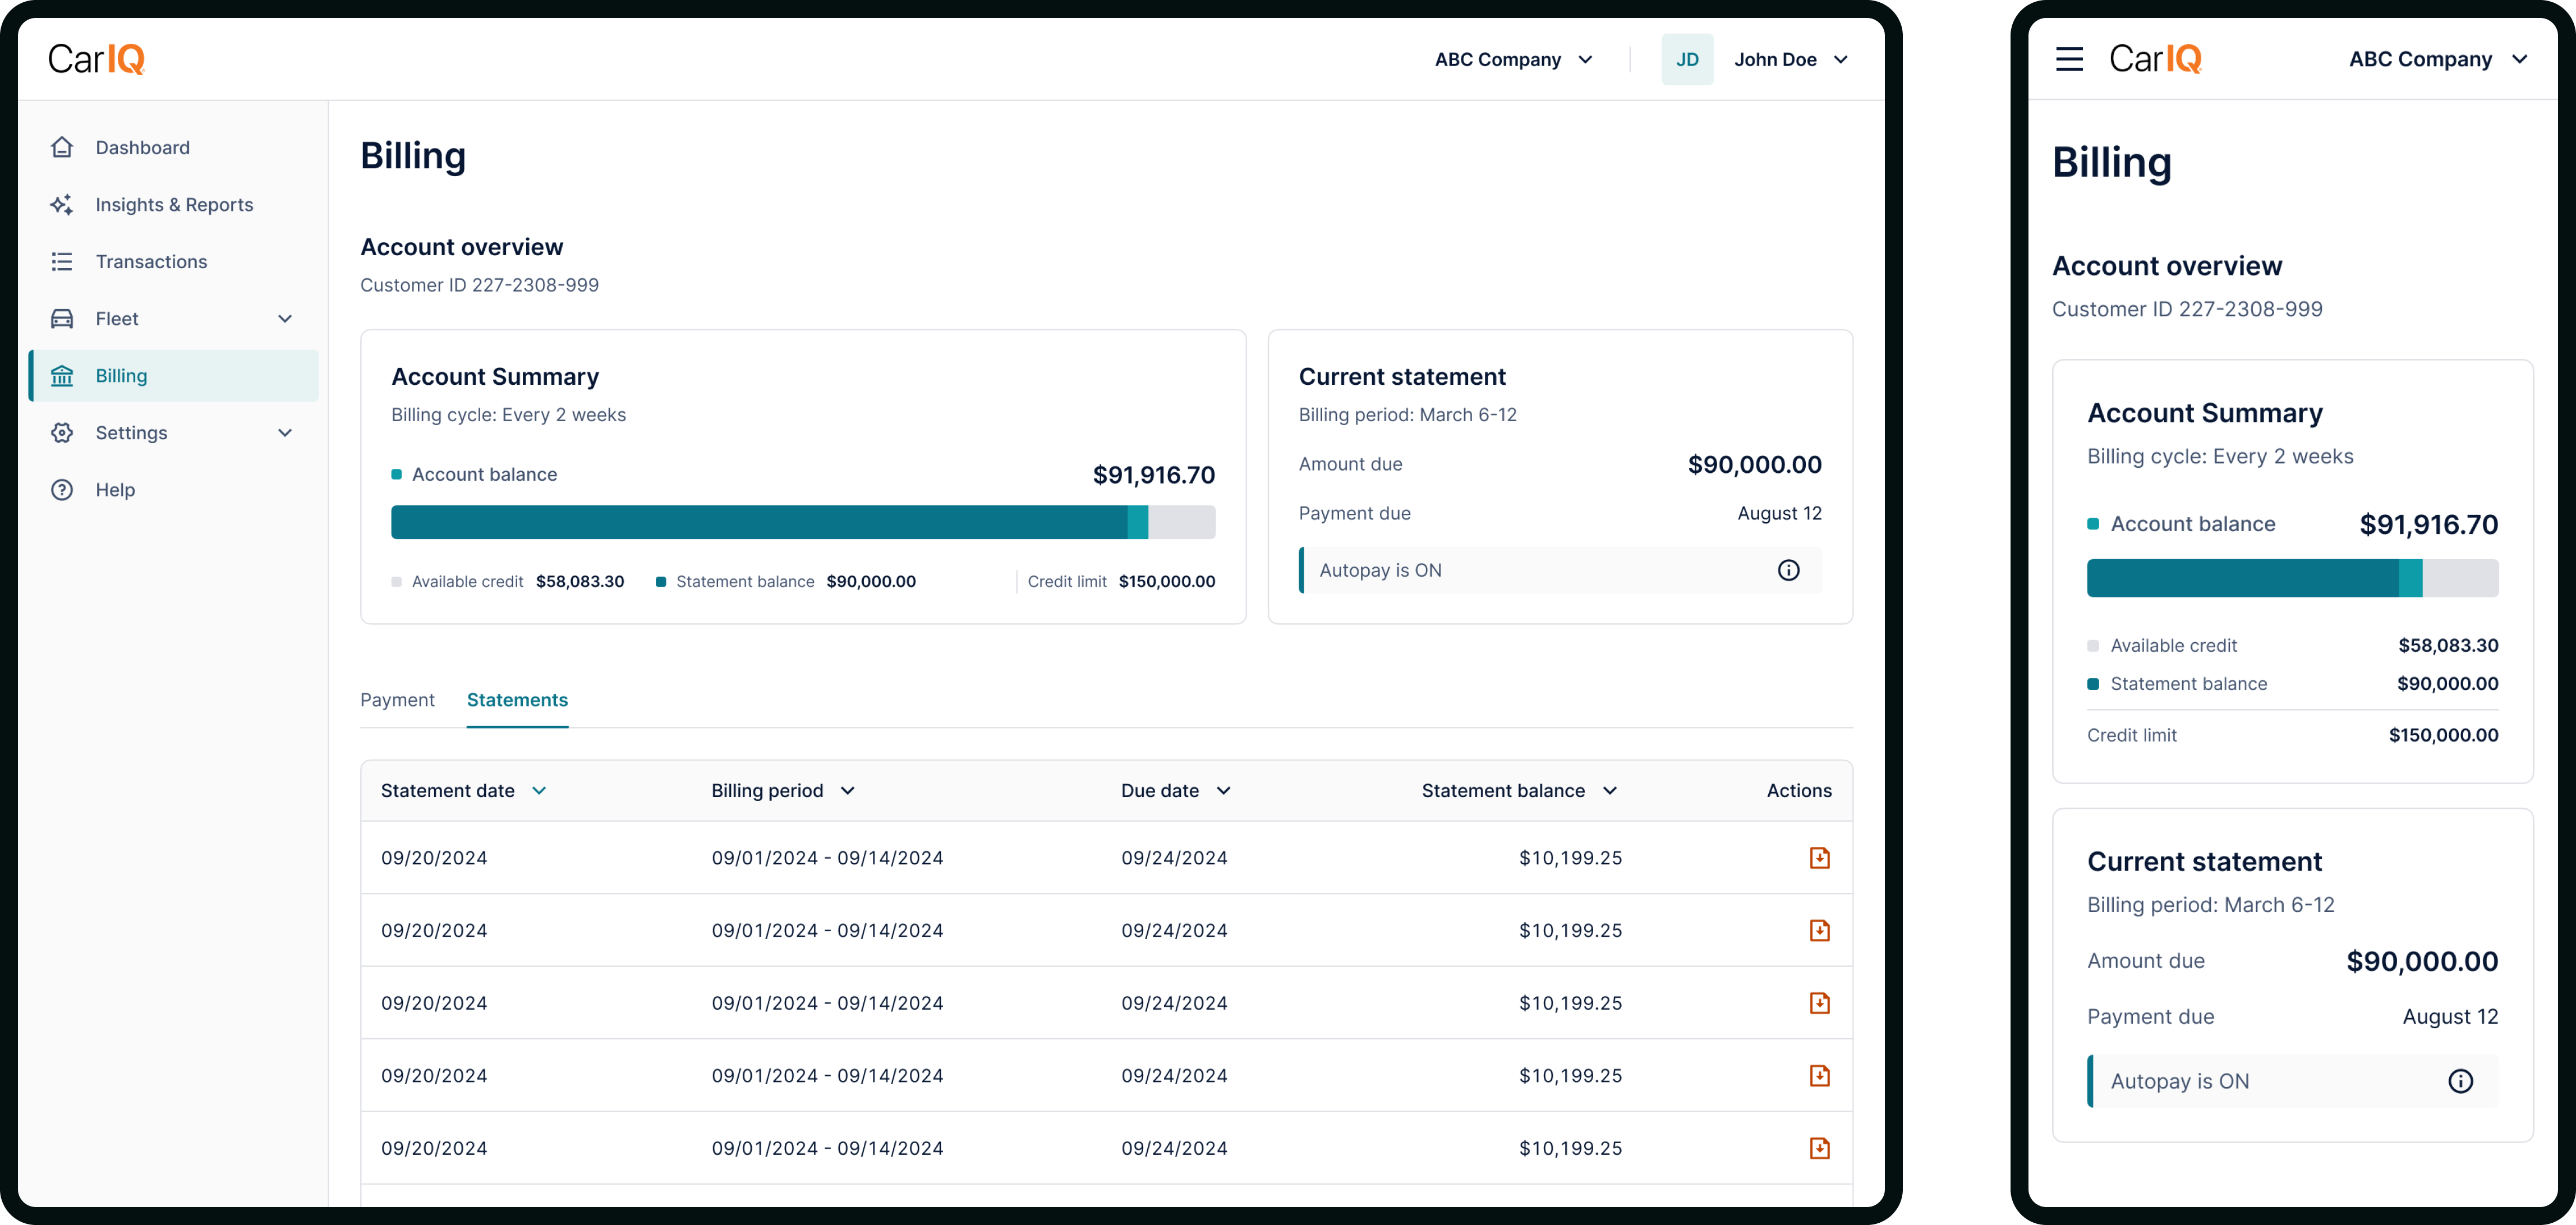 CarIQ
ABC Company
JD John Doe
Dashboard
Insights & Reports
Transactions
Fleet
Billing
Settings
Help
Billing
Account overview
Customer ID 227-2308-999
Account Summary
Billing cycle: Every 2 weeks
Account balance $91,916.70
Available credit $58,083.30 Statement balance $90,000.00 Credit limit $150,000.00
Current statement
Billing period: March 6-12
Amount due $90,000.00
Payment due August 12
Autopay is ON
Payment Statements
Statement date Billing period Due date Statement balance Actions
09/20/2024 09/01/2024 - 09/14/2024 09/24/2024 $10,199.25
09/20/2024 09/01/2024 - 09/14/2024 09/24/2024 $10,199.25
09/20/2024 09/01/2024 - 09/14/2024 09/24/2024 $10,199.25
09/20/2024 09/01/2024 - 09/14/2024 09/24/2024 $10,199.25
09/20/2024 09/01/2024 - 09/14/2024 09/24/2024 $10,199.25
CarIQ
ABC Company
Billing
Account overview
Customer ID 227-2308-999
Account Summary
Billing cycle: Every 2 weeks
Account balance $91,916.70
Available credit $58,083.30
Statement balance $90,000.00
Credit limit $150,000.00
Current statement
Billing period: March 6-12
Amount due $90,000.00
Payment due August 12
Autopay is ON